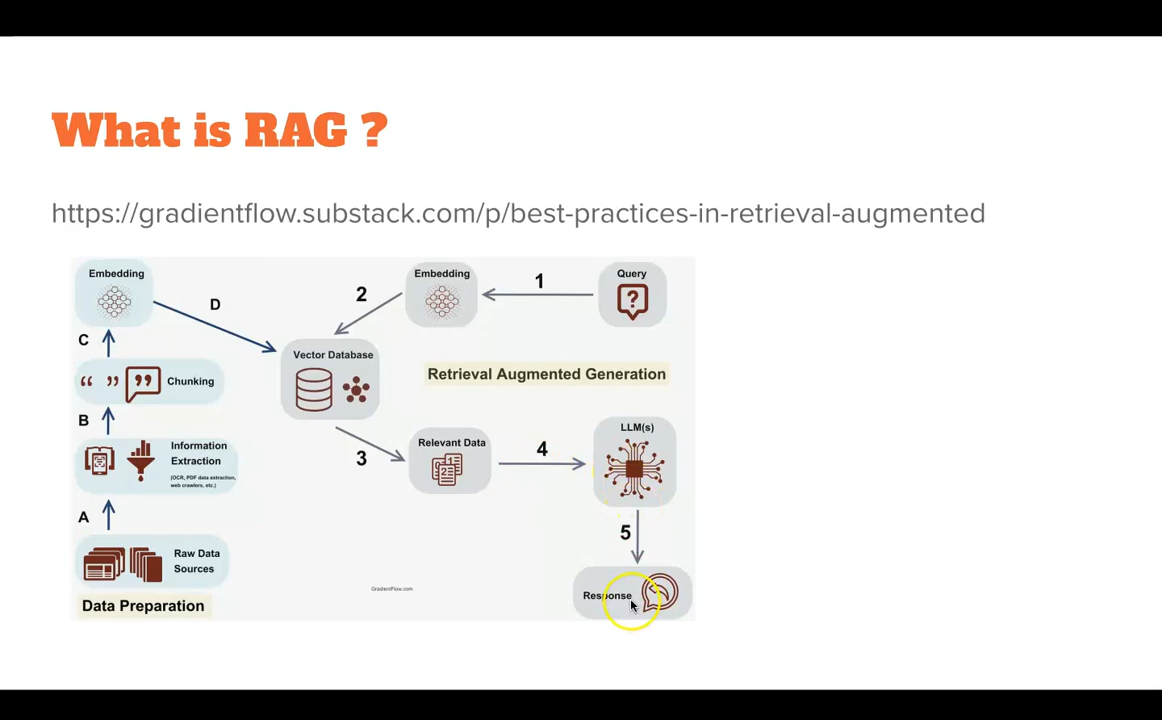 What is RAG ?
https://gradientflow.substack.com/p/best-practices-in-retrieval-augmented
Embedding
D
2
Embedding
1
Query
C
Vector Database
“ ” Chunking
Retrieval Augmented Generation
B
Information
Extraction
(OCR, PDF data extraction,
web crawlers, etc.)
3
Relevant Data
4
LLM(s)
A
5
Raw Data
Sources
Data Preparation
GradientFlow.com
Response